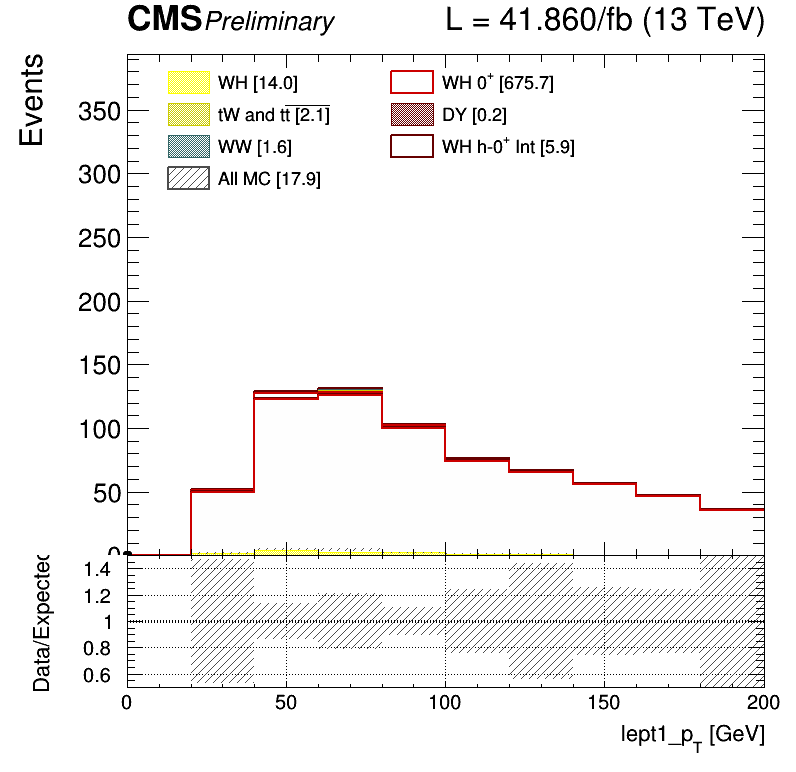 CMS Preliminary L = 41.860/fb (13 TeV)
Events
WH [14.0] WH 0+ [675.7]
tW and tt [2.1] DY [0.2]
WW [1.6] WH h-0+ Int [5.9]
All MC [17.9]
350
300
250
200
150
100
50
0
Data/Expected
1.4
1.2
1
0.8
0.6
0 50 100 150 200
lept1_pT [GeV]